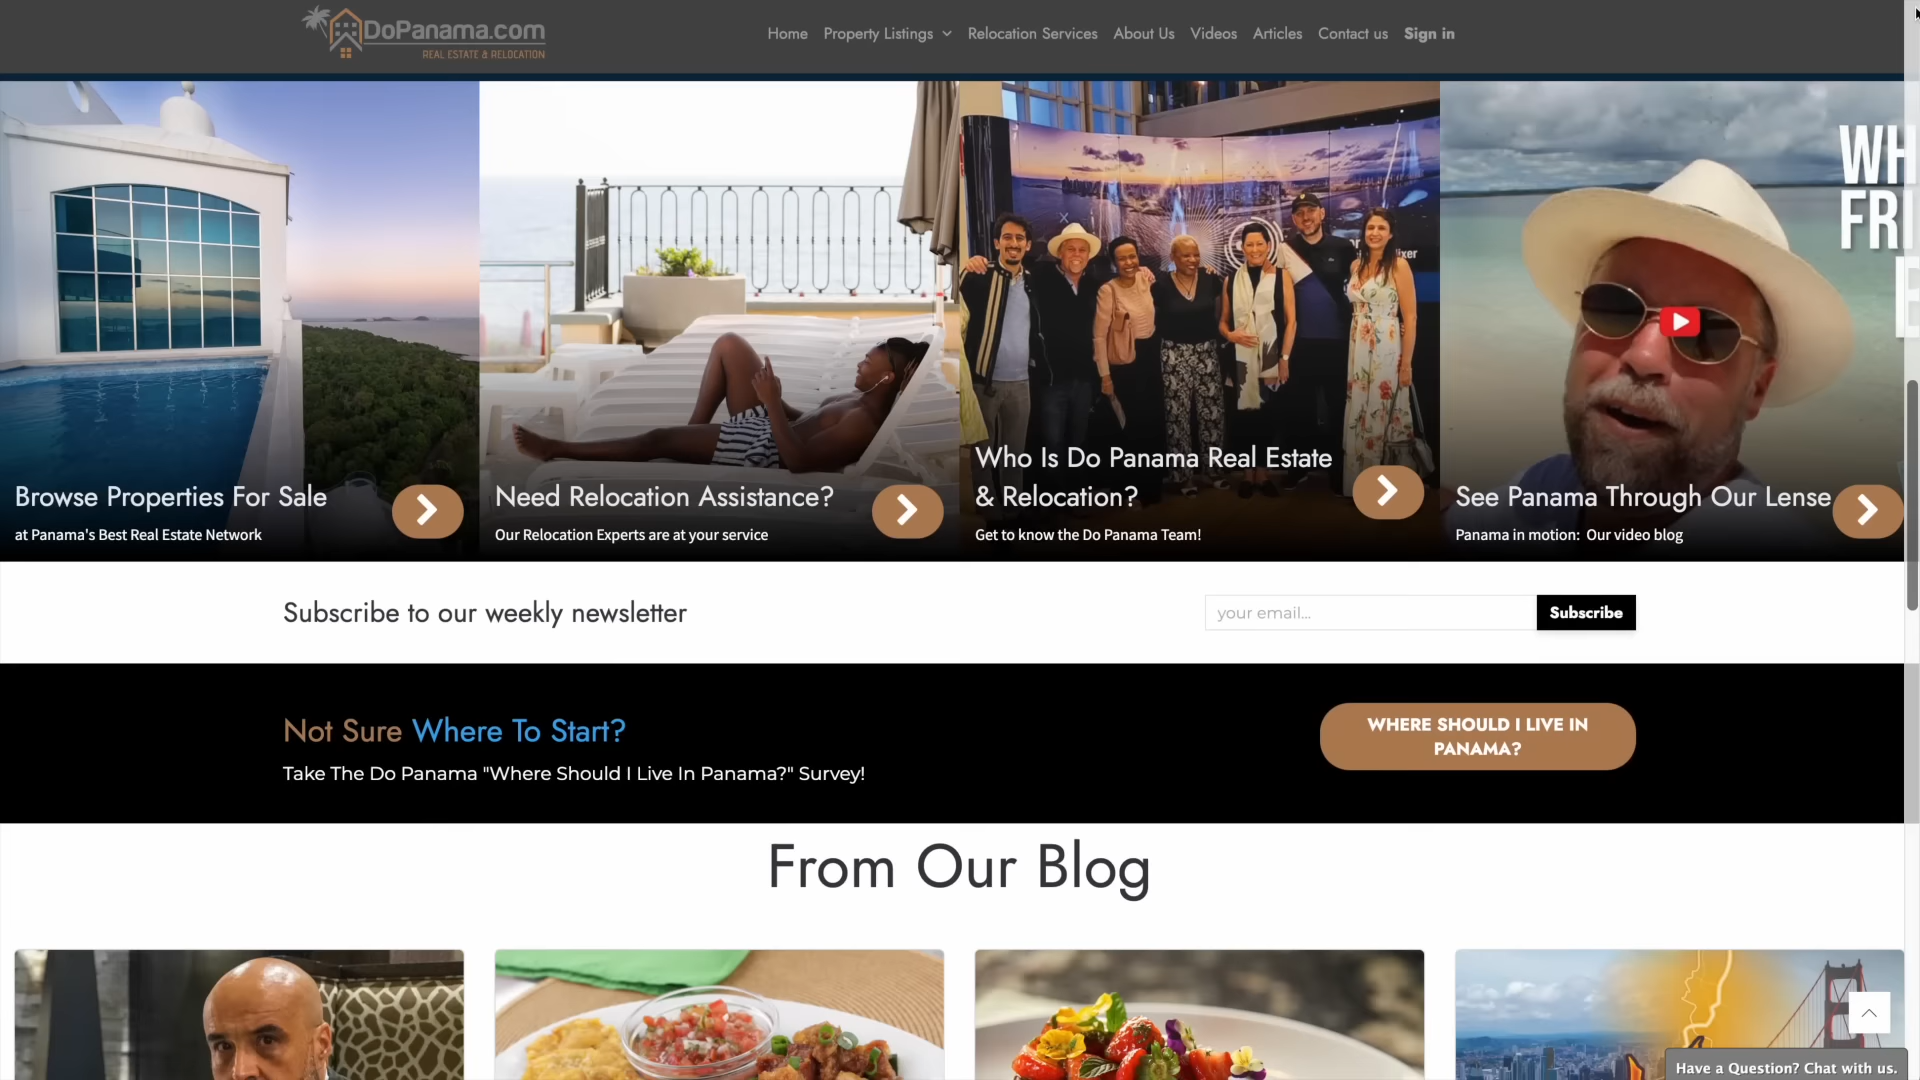 DoPanama.com
REAL ESTATE & RELOCATION
Home Property Listings Relocation Services About Us Videos Articles Contact us Sign in
WH
FRI
E
ixer
Browse Properties For Sale
at Panama's Best Real Estate Network
Need Relocation Assistance?
Our Relocation Experts are at your service
Who Is Do Panama Real Estate
& Relocation?
Get to know the Do Panama Team!
See Panama Through Our Lense
Panama in motion: Our video blog
Subscribe to our weekly newsletter
your email...
Subscribe
Not Sure Where To Start?
Take The Do Panama "Where Should I Live In Panama?" Survey!
WHERE SHOULD I LIVE IN
PANAMA?
From Our Blog
Have a Question? Chat with us.